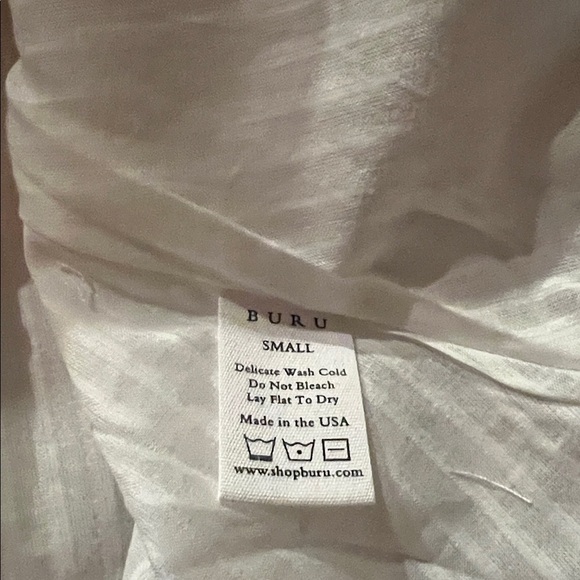 BURU
SMALL
Delicate Wash Cold
Do Not Bleach
Lay Flat To Dry
Made in the USA
www.shopburu.com